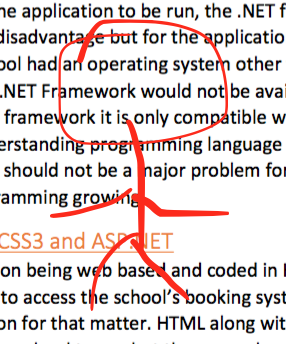 he application to be run, the .NET f
disadvantage but for the applicatio
ool had an operating system other
.NET Framework would not be avai
framework it is only compatible w
erstanding programming language
should not be a major problem for
ramming growing
CSS3 and ASP.NET
on being web based and coded in
to access the school's booking syst
on for that matter. HTML along wit